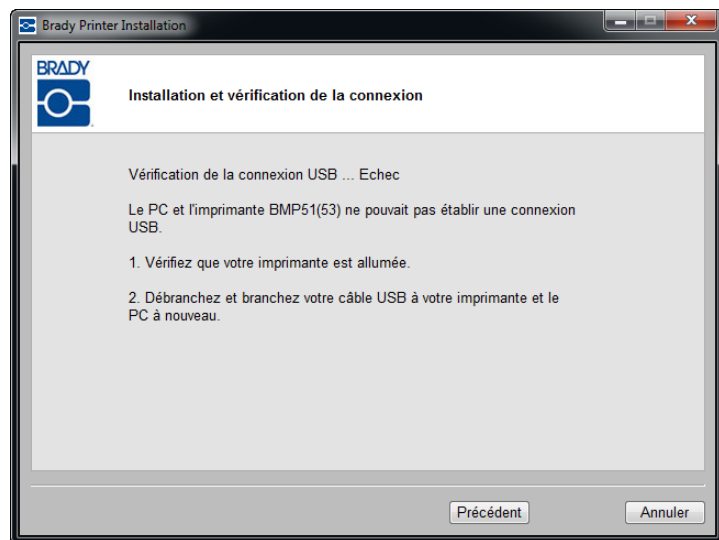 Brady Printer Installation
BRADY
Installation et vérification de la connexion
Vérification de la connexion USB ... Echec
Le PC et l'imprimante BMP51(53) ne pouvait pas établir une connexion
USB.
1. Vérifiez que votre imprimante est allumée.
2. Débranchez et branchez votre câble USB à votre imprimante et le
PC à nouveau.
Précédent
Annuler